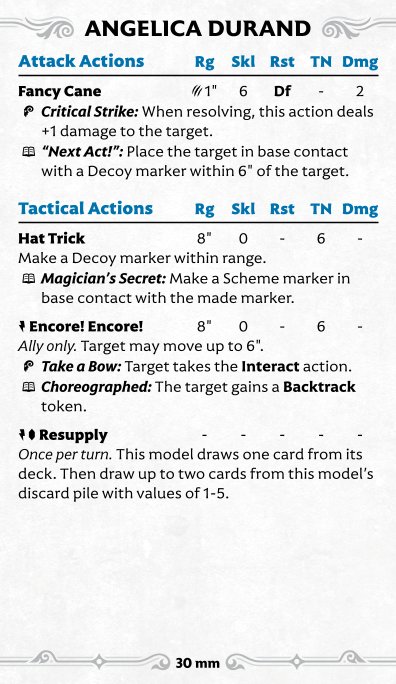 ANGELICA DURAND
Attack Actions Rg Skl Rst TN Dmg
Fancy Cane 1" 6 Df - 2
Critical Strike: When resolving, this action deals
+1 damage to the target.
“Next Act!”: Place the target in base contact
with a Decoy marker within 6" of the target.
Tactical Actions Rg Skl Rst TN Dmg
Hat Trick 8" 0 - 6 -
Make a Decoy marker within range.
Magician's Secret: Make a Scheme marker in
base contact with the made marker.
Encore! Encore! 8" 0 - 6 -
Ally only. Target may move up to 6".
Take a Bow: Target takes the Interact action.
Choreographed: The target gains a Backtrack
token.
Resupply - - - - -
Once per turn. This model draws one card from its
deck. Then draw up to two cards from this model's
discard pile with values of 1-5.
30 mm